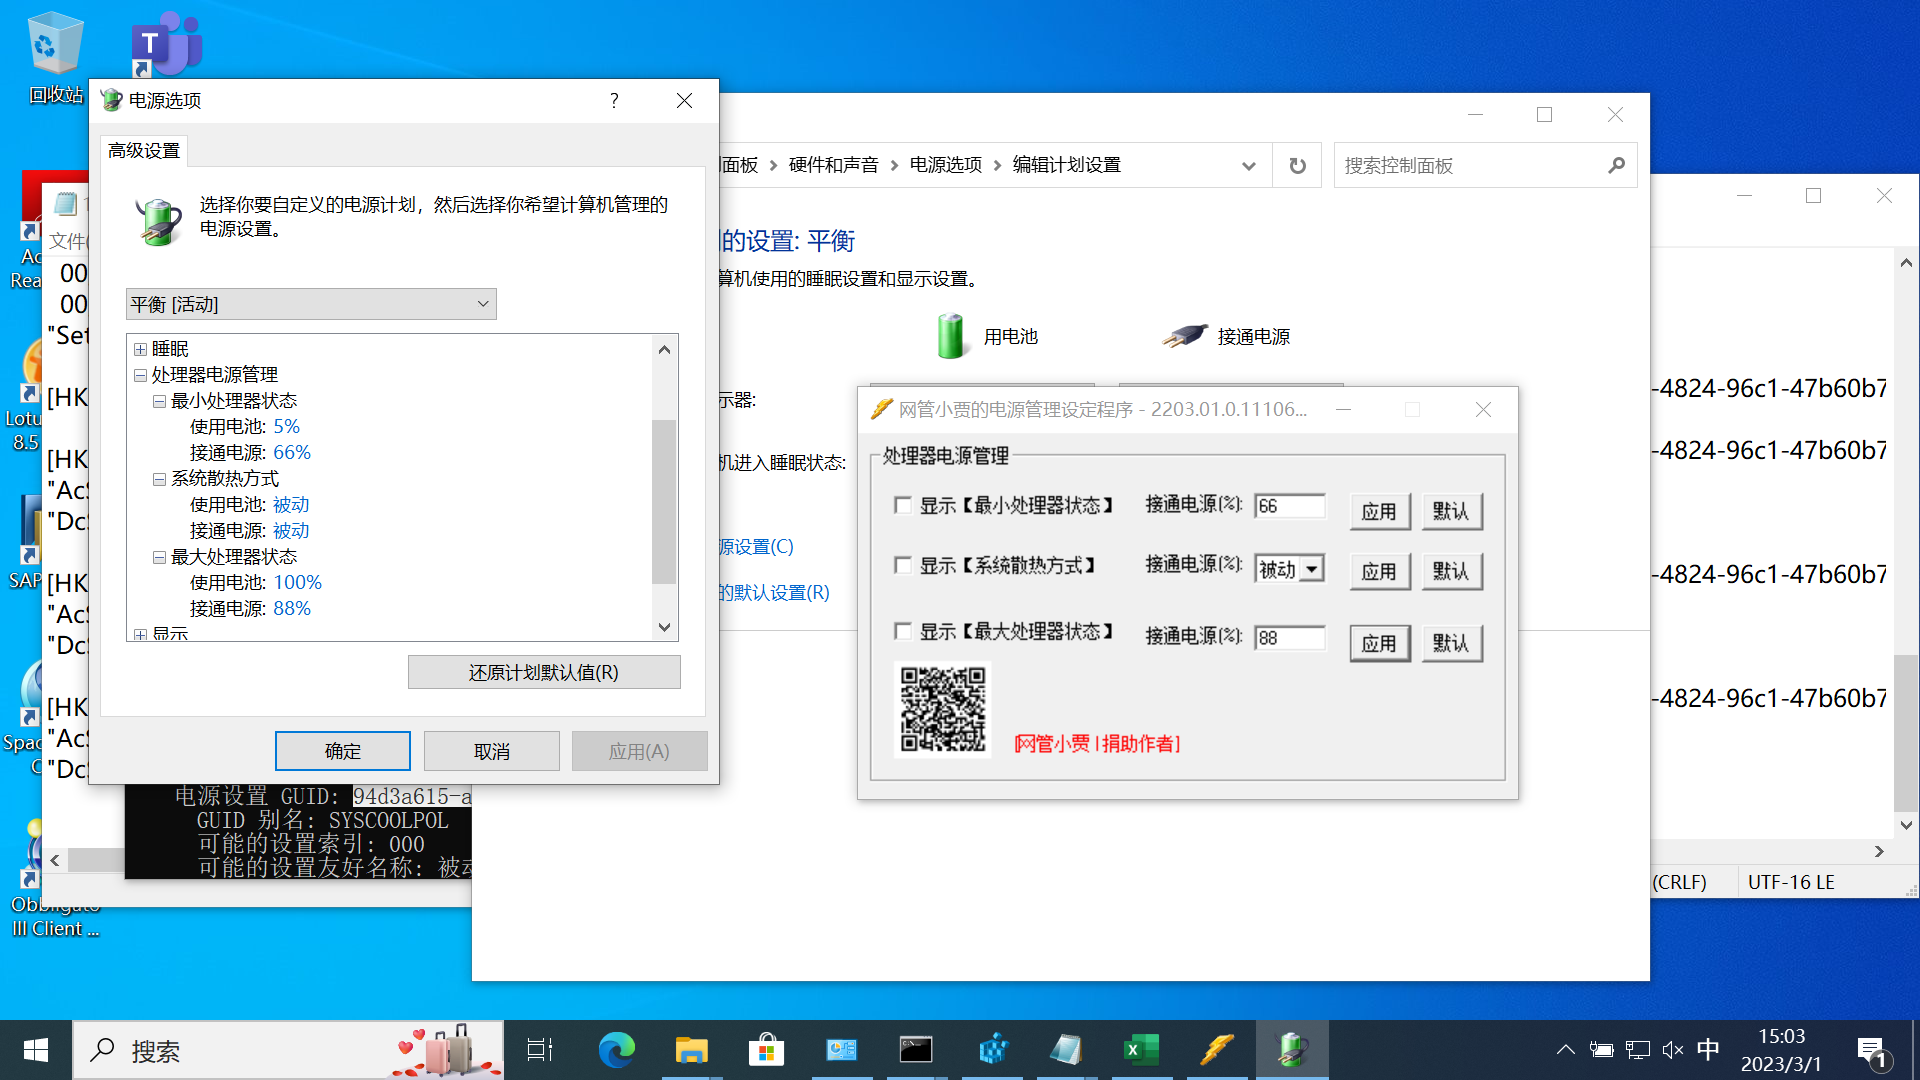 回收站
电源选项
?
高级设置
选择你要自定义的电源计划，然后选择你希望计算机管理的
电源设置。
平衡 [活动]
睡眠
处理器电源管理
最小处理器状态
使用电池: 5%
接通电源: 66%
系统散热方式
使用电池: 被动
接通电源: 被动
最大处理器状态
使用电池: 100%
接通电源: 88%
显示
还原计划默认值(R)
确定
取消
应用(A)
面板 > 硬件和声音 > 电源选项 > 编辑计划设置
搜索控制面板
的设置: 平衡
算机使用的睡眠设置和显示设置。
用电池
接通电源
示器:
机进入睡眠状态:
源设置(C)
的默认设置(R)
网管小贾的电源管理设定程序 - 2203.01.0.11106...
处理器电源管理
显示【最小处理器状态】 接通电源(%): 66 应用 默认
显示【系统散热方式】 接通电源(%): 被动 应用 默认
显示【最大处理器状态】 接通电源(%): 88 应用 默认
[网管小贾 | 捐助作者]
文件(
00
00
"Set
[HK
[HK
"AcS
"DcS
[HK
"AcS
"DcS
[HK
"AcS
"DcS
-4824-96c1-47b60b7
-4824-96c1-47b60b7
-4824-96c1-47b60b7
-4824-96c1-47b60b7
(CRLF)
UTF-16 LE
电源设置 GUID: 94d3a615-a
GUID 别名: SYSCOOLPOL
可能的设置索引: 000
可能的设置友好名称: 被动
Ac
Rea
Lotu
8.5
SAP
Spac
C
Obbligato
III Client ...
搜索
中
15:03
2023/3/1
1